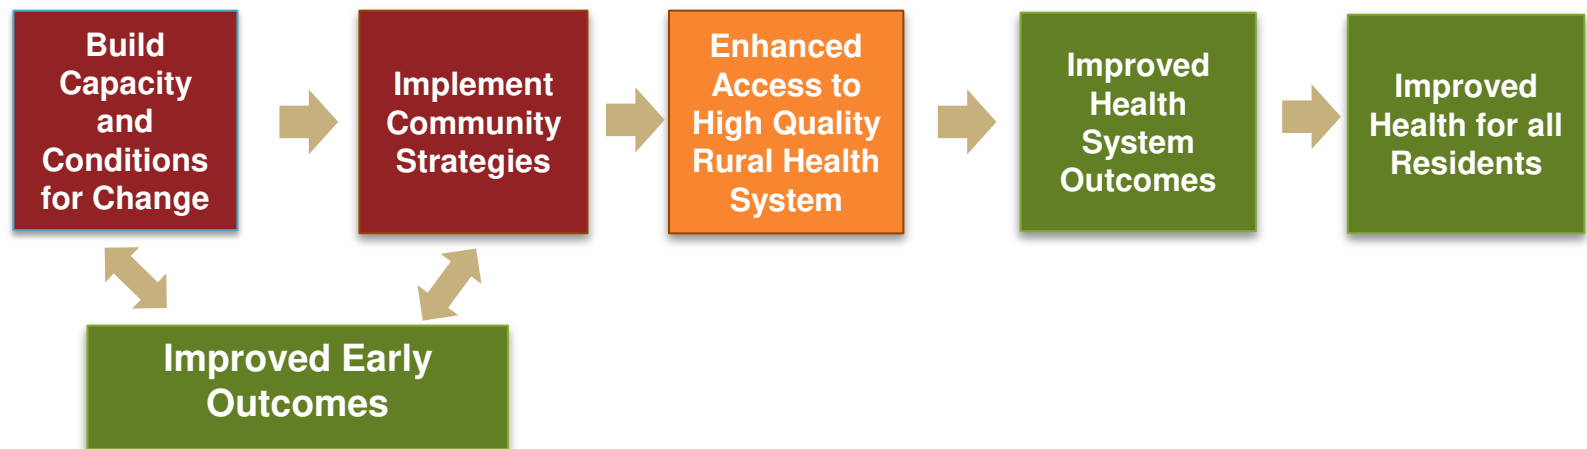 Build
Capacity
and
Conditions
for Change
Implement
Community
Strategies
Enhanced
Access to
High Quality
Rural Health
System
Improved
Health
System
Outcomes
Improved
Health for all
Residents
Improved Early
Outcomes